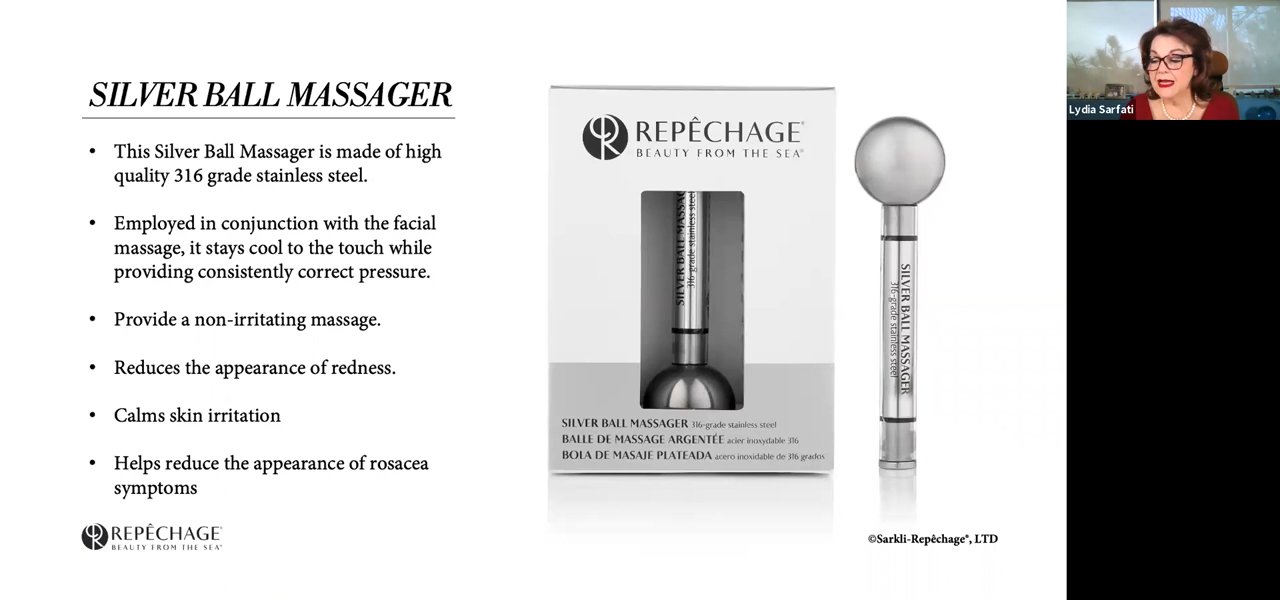 SILVER BALL MASSAGER
• This Silver Ball Massager is made of high
quality 316 grade stainless steel.
• Employed in conjunction with the facial
massage, it stays cool to the touch while
providing consistently correct pressure.
• Provide a non-irritating massage.
• Reduces the appearance of redness.
• Calms skin irritation
• Helps reduce the appearance of rosacea
symptoms
REPÊCHAGE®
BEAUTY FROM THE SEA®
REPÊCHAGE®
BEAUTY FROM THE SEA®
SILVER BALL MASSAG
316-grade stainless steel
SILVER BALL MASSAGER 316-grade stainless steel
BALLE DE MASSAGE ARGENTÉE acier inoxydable 316
BOLA DE MASAJE PLATEADA acero inoxidable de 316 grados
SILVER BALL MASSAGER
316-grade stainless steel
©Sarkli-Repêchage®, LTD
Lydia Sarfati